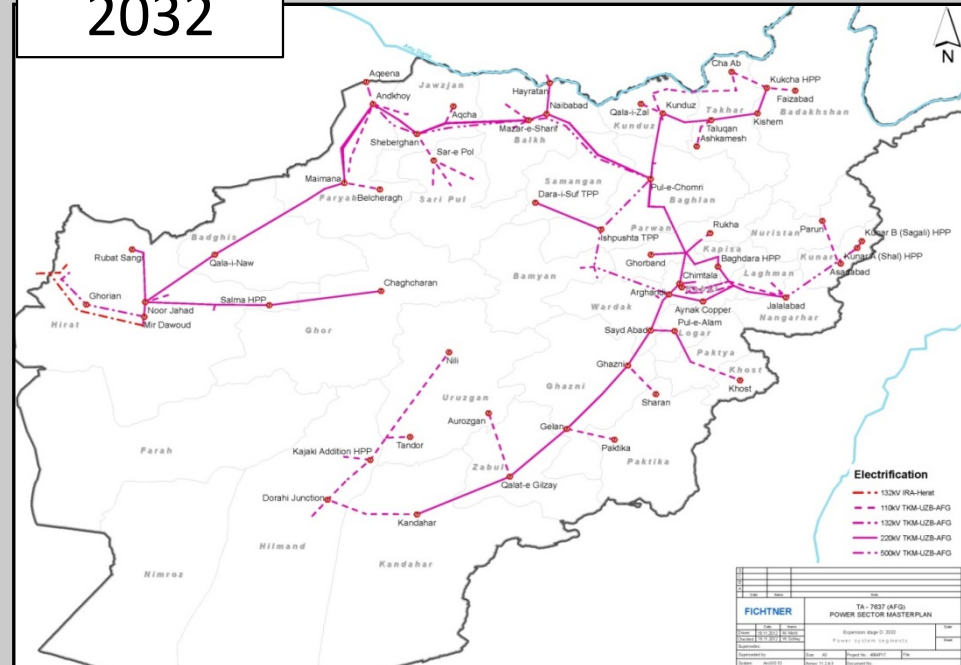 2032
N
Amu Darya
Aqeena
Andkhoy
Jawzjan
Aqcha
Sheberghan
Hayratan
Naibabad
Mazar-e-Sharif
Balkh
Cha Ab
Kukcha HPP
Faizabad
Badakhshan
Qala-i-Zal
Kunduz
Kunduz
Takhar
Taluqan
Kishem
Ashkamesh
Sar-e Pol
Maimana
Belcheragh
Faryab
Sari Pul
Samangan
Dara-i-Suf TPP
Pul-e-Chomri
Baghlan
Badghis
Qala-i-Naw
Rubat Sang
Ishpushta TPP
Parwan
Rukha
Kapisa
Ghorband
Baghdara HPP
Nuristan
Parun
Kunar B (Sagali) HPP
Kunar A (Shal) HPP
Kunar
Asadabad
Laghman
Bamyan
Chimtala
Kabul
Arghandi
Aynak Copper
Jalalabad
Nangarhar
Wardak
Ghorian
Noor Jahad
Mir Dawoud
Hirat
Salma HPP
Chaghcharan
Ghor
Sayd Abad
Pul-e-Alam
Logar
Paktya
Khost
Khost
Ghazni
Ghazni
Sharan
Nili
Uruzgan
Aurozgan
Gelan
Paktika
Paktika
Farah
Kajaki Addition HPP
Tandor
Zabul
Qalat-e Gilzay
Dorahi Junction
Kandahar
Hilmand
Kandahar
Nimroz
Electrification
132kV IRA-Herat
110kV TKM-UZB-AFG
132kV TKM-UZB-AFG
220kV TKM-UZB-AFG
500kV TKM-UZB-AFG
FICHTNER
TA - 7637 (AFG)
POWER SECTOR MASTERPLAN
Expansion stage D: 2032
Power system segments